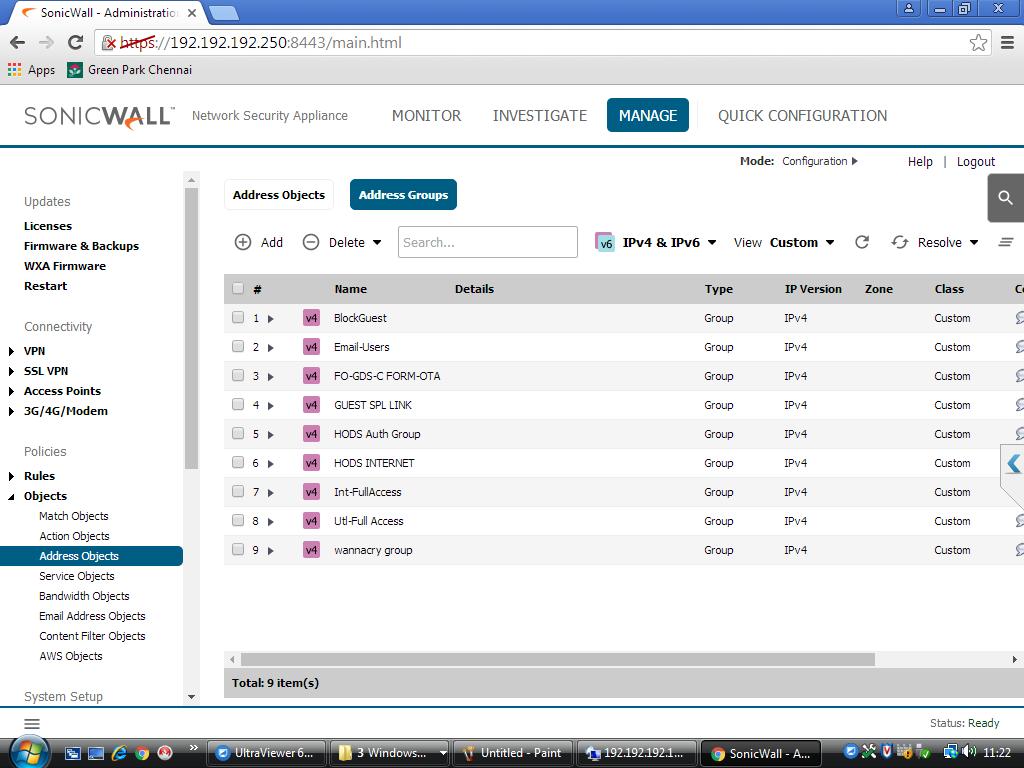 SonicWall - Administration
https://192.192.192.250:8443/main.html
Apps Green Park Chennai
SONICWALL™ Network Security Appliance MONITOR INVESTIGATE MANAGE QUICK CONFIGURATION
Mode: Configuration Help | Logout
Updates
Licenses
Firmware & Backups
WXA Firmware
Restart
Connectivity
VPN
SSL VPN
Access Points
3G/4G/Modem
Policies
Rules
Objects
Match Objects
Action Objects
Address Objects
Service Objects
Bandwidth Objects
Email Address Objects
Content Filter Objects
AWS Objects
System Setup
Address Objects Address Groups
Add Delete Search... v6 IPv4 & IPv6 View Custom Resolve
# Name Details Type IP Version Zone Class
1 v4 BlockGuest Group IPv4 Custom
2 v4 Email-Users Group IPv4 Custom
3 v4 FO-GDS-C FORM-OTA Group IPv4 Custom
4 v4 GUEST SPL LINK Group IPv4 Custom
5 v4 HODS Auth Group Group IPv4 Custom
6 v4 HODS INTERNET Group IPv4 Custom
7 v4 Int-FullAccess Group IPv4 Custom
8 v4 Utl-Full Access Group IPv4 Custom
9 v4 wannacry group Group IPv4 Custom
Total: 9 item(s)
Status: Ready
UltraViewer 6... 3 Windows... Untitled - Paint 192.192.192.1... SonicWall - A... 11:22